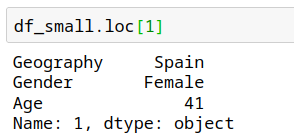 df_small.loc[1]
Geography     Spain
Gender       Female
Age              41
Name: 1, dtype: object